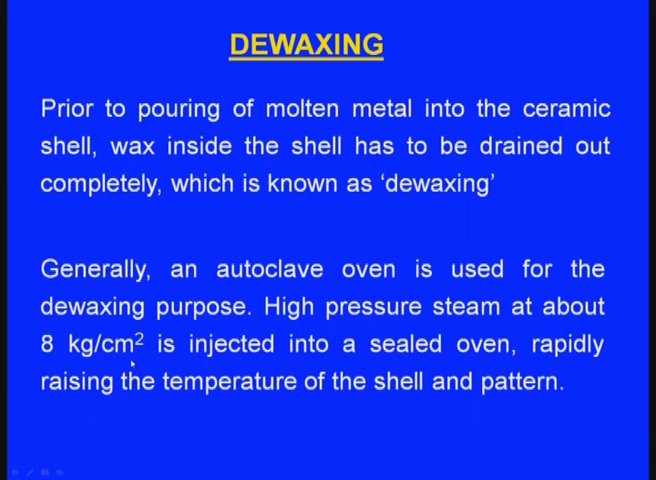 DEWAXING
Prior to pouring of molten metal into the ceramic
shell, wax inside the shell has to be drained out
completely, which is known as ‘dewaxing’
Generally, an autoclave oven is used for the
dewaxing purpose. High pressure steam at about
8 kg/cm² is injected into a sealed oven, rapidly
raising the temperature of the shell and pattern.